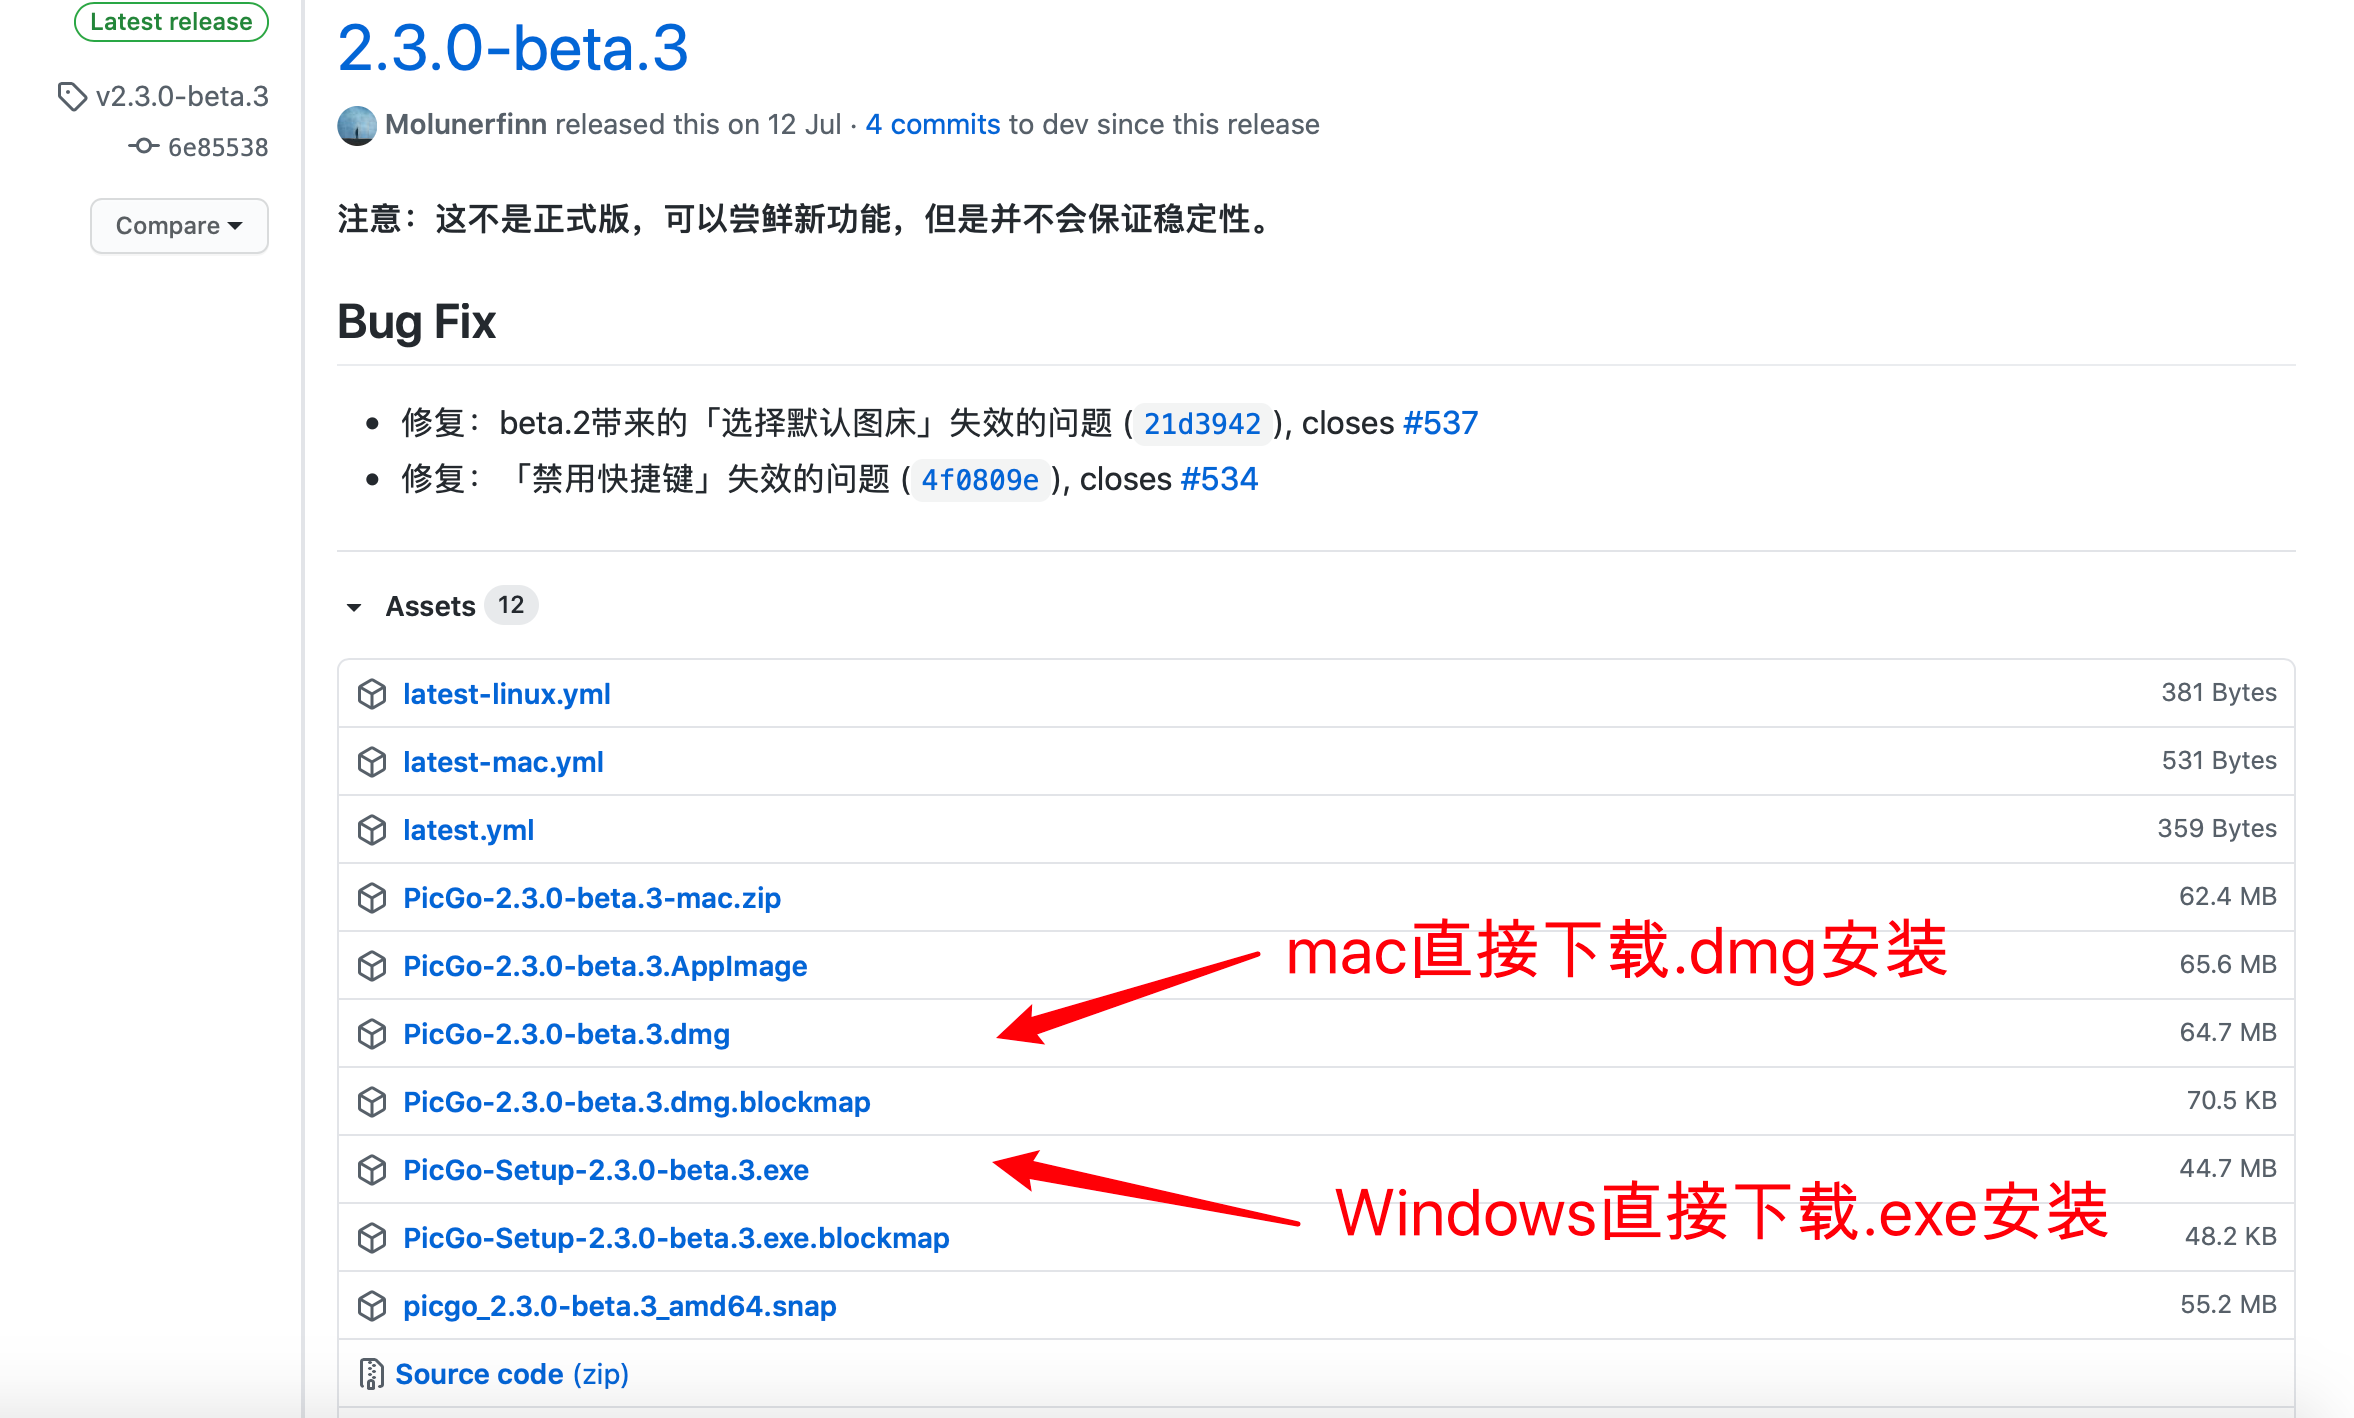 Latest release
v2.3.0-beta.3
6e85538
Compare
2.3.0-beta.3
Molunerfinn released this on 12 Jul · 4 commits to dev since this release
注意：这不是正式版，可以尝鲜新功能，但是并不会保证稳定性。
Bug Fix
修复：beta.2带来的「选择默认图床」失效的问题 (21d3942), closes #537
修复：「禁用快捷键」失效的问题 (4f0809e), closes #534
Assets 12
latest-linux.yml 381 Bytes
latest-mac.yml 531 Bytes
latest.yml 359 Bytes
PicGo-2.3.0-beta.3-mac.zip 62.4 MB
mac直接下载.dmg安装
PicGo-2.3.0-beta.3.AppImage 65.6 MB
PicGo-2.3.0-beta.3.dmg 64.7 MB
PicGo-2.3.0-beta.3.dmg.blockmap 70.5 KB
PicGo-Setup-2.3.0-beta.3.exe 44.7 MB
Windows直接下载.exe安装
PicGo-Setup-2.3.0-beta.3.exe.blockmap 48.2 KB
picgo_2.3.0-beta.3_amd64.snap 55.2 MB
Source code (zip)